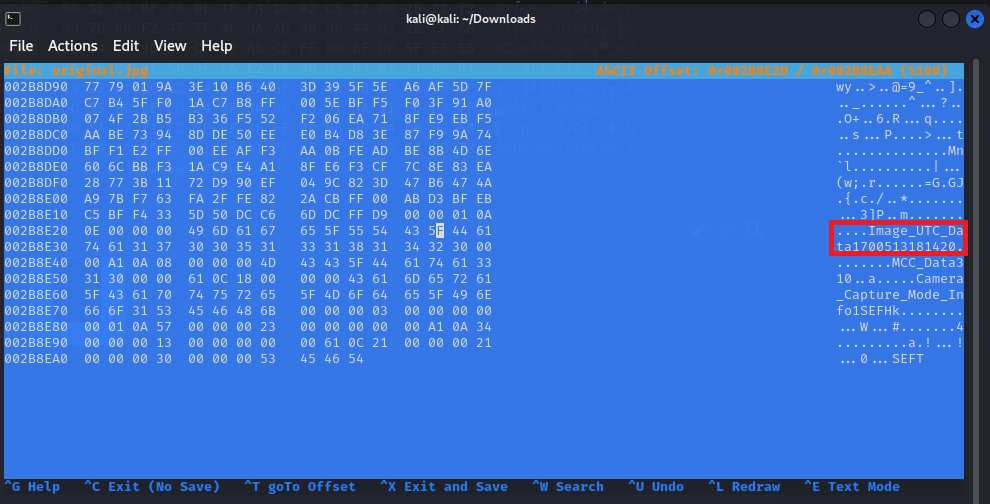 kali@kali: ~/Downloads
File Actions Edit View Help
File: original.jpg ASCII Offset: 0x002B8E2D / 0x002B8EAA (%100)
002B8D90 77 79 01 9A 3E 10 B6 40 3D 39 5F 5E A6 AF 5D 7F wy..>..@=9_^..].
002B8DA0 C7 B4 5F F0 1A C7 B8 FF 00 5E BF F5 F0 3F 91 A0 .._......^...?..
002B8DB0 07 4F 2B B5 B3 36 F5 52 F2 06 EA 71 8F E9 EB F5 .O+..6.R...q....
002B8DC0 AA BE 73 94 8D DE 50 EE E0 B4 D8 3E 87 F9 9A 74 ..s...P....>...t
002B8DD0 BF F1 E2 FF 00 EE AF F3 AA 0B FE AD BE 8B 4D 6E ..............Mn
002B8DE0 60 6C BB F3 1A C9 E4 A1 8F E6 F3 CF 7C 8E 83 EA `l..........|...
002B8DF0 28 77 3B 11 72 D9 90 EF 04 9C 82 3D 47 B6 47 4A (w;.r......=G.GJ
002B8E00 A9 7B F7 63 FA 2F FE 82 2A CB FF 00 AB D3 BF EB .{.c./..*.......
002B8E10 C5 BF F4 33 5D 50 DC C6 6D DC FF D9 00 00 01 0A ...3]P..m.......
002B8E20 0E 00 00 00 49 6D 61 67 65 5F 55 54 43 5F 44 61 ....Image_UTC_Da
002B8E30 74 61 31 37 30 30 35 31 33 31 38 31 34 32 30 00 ta1700513181420.
002B8E40 00 A1 0A 08 00 00 00 4D 43 43 5F 44 61 74 61 33 .......MCC_Data3
002B8E50 31 30 00 00 61 0C 18 00 00 00 43 61 6D 65 72 61 10..a.....Camera
002B8E60 5F 43 61 70 74 75 72 65 5F 4D 6F 64 65 5F 49 6E _Capture_Mode_In
002B8E70 66 6F 31 53 45 46 48 6B 00 00 00 03 00 00 00 00 fo1SEFHk........
002B8E80 00 01 0A 57 00 00 00 23 00 00 00 00 00 A1 0A 34 ...W...#.......4
002B8E90 00 00 00 13 00 00 00 00 00 61 0C 21 00 00 00 21 .........a.!...!
002B8EA0 00 00 00 30 00 00 00 53 45 46 54 ...0...SEFT
^G Help ^C Exit (No Save) ^T goTo Offset ^X Exit and Save ^W Search ^U Undo ^L Redraw ^E Text Mode